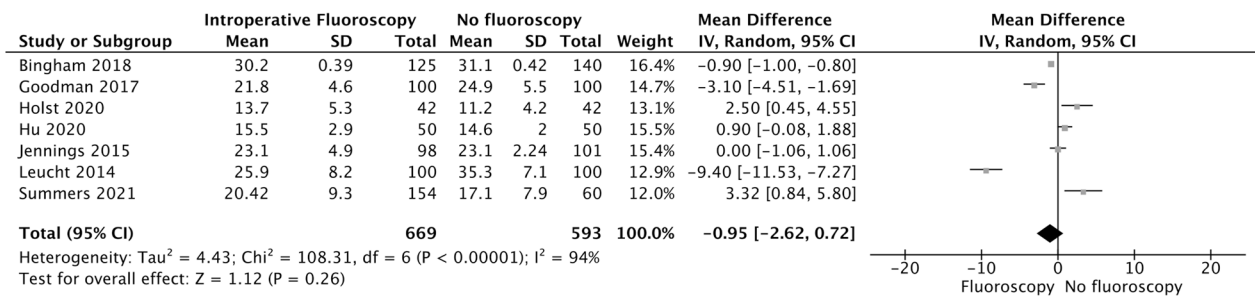 Introperative Fluoroscopy No fluoroscopy Mean Difference Mean Difference
Study or Subgroup Mean SD Total Mean SD Total Weight IV, Random, 95% CI IV, Random, 95% CI
Bingham 2018 30.2 0.39 125 31.1 0.42 140 16.4% −0.90 [−1.00, −0.80]
Goodman 2017 21.8 4.6 100 24.9 5.5 100 14.7% −3.10 [−4.51, −1.69]
Holst 2020 13.7 5.3 42 11.2 4.2 42 13.1% 2.50 [0.45, 4.55]
Hu 2020 15.5 2.9 50 14.6 2 50 15.5% 0.90 [−0.08, 1.88]
Jennings 2015 23.1 4.9 98 23.1 2.24 101 15.4% 0.00 [−1.06, 1.06]
Leucht 2014 25.9 8.2 100 35.3 7.1 100 12.9% −9.40 [−11.53, −7.27]
Summers 2021 20.42 9.3 154 17.1 7.9 60 12.0% 3.32 [0.84, 5.80]
Total (95% CI) 669 593 100.0% −0.95 [−2.62, 0.72]
Heterogeneity: Tau² = 4.43; Chi² = 108.31, df = 6 (P < 0.00001); I² = 94%
Test for overall effect: Z = 1.12 (P = 0.26)
−20 −10 0 10 20
Fluoroscopy No fluoroscopy